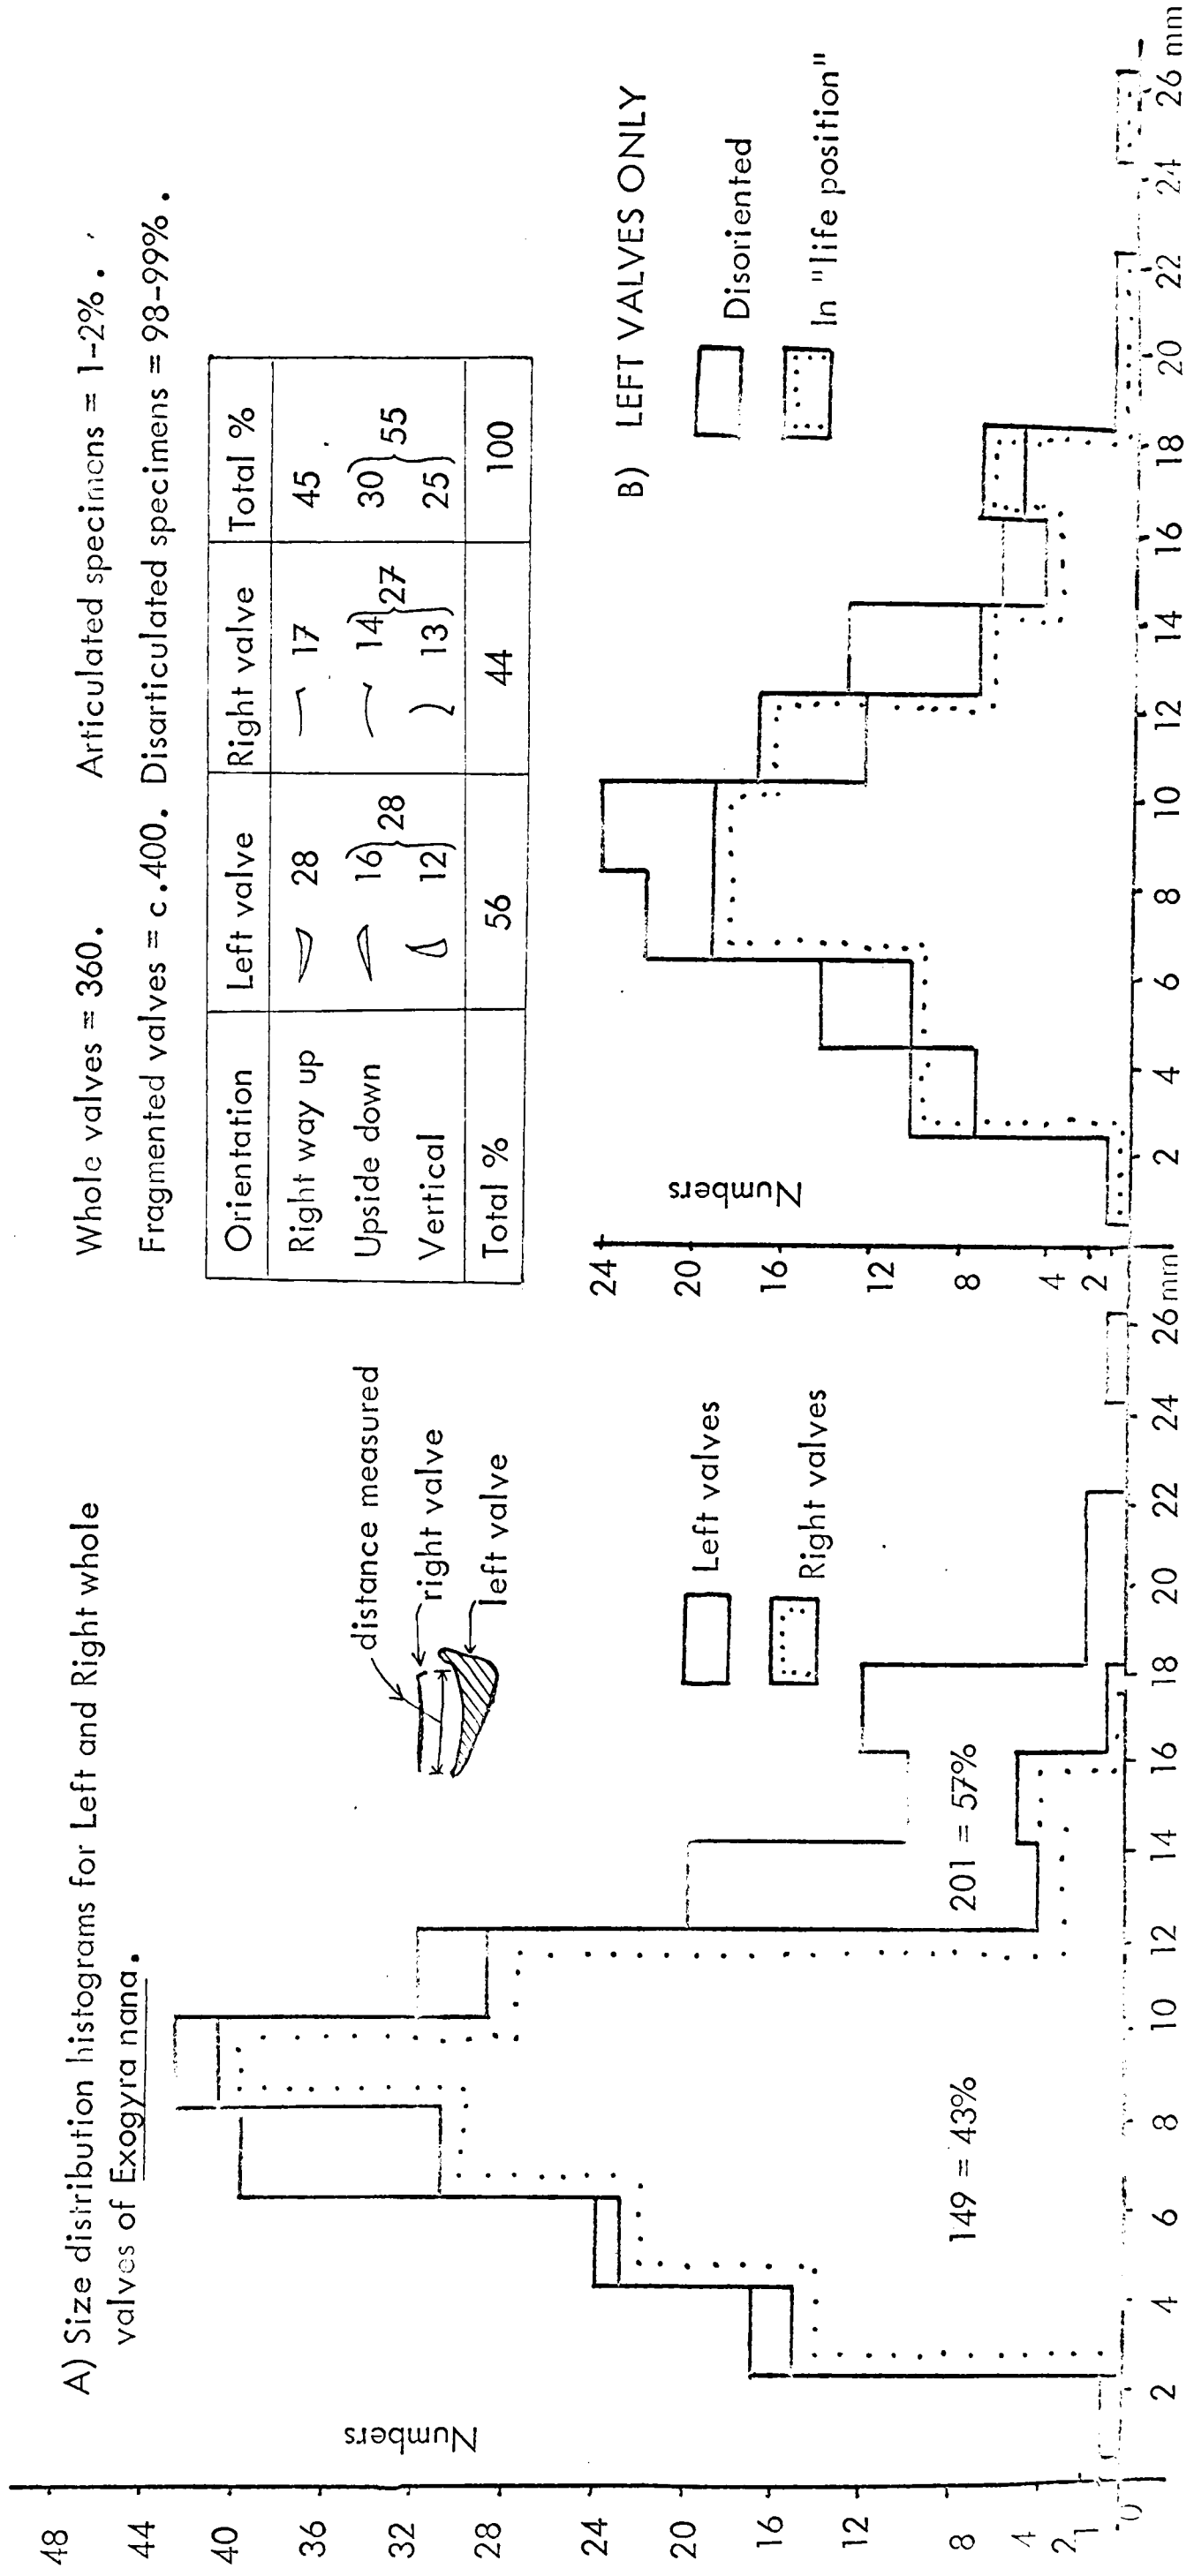 Whole valves = 360.
Articulated specimens = 1-2%.
Fragmented valves = c.400. Disarticulated specimens = 98-99%.
Orientation Left valve Right valve Total %
Right way up 28 17 45
Upside down 16 14 30
28 27 55
Vertical 12 13 25
Total % 56 44 100
A) Size distribution histograms for Left and Right whole
valves of Exogyra nana.
distance measured
right valve
left valve
Left valves
Right valves
201 = 57%
149 = 43%
Numbers
48
44
40
36
32
28
24
20
16
12
8
4
2
1
0 2 4 6 8 10 12 14 16 18 20 22 24 26 mm
B) LEFT VALVES ONLY
Disoriented
In "life position"
Numbers
24
20
16
12
8
4
2
2 4 6 8 10 12 14 16 18 20 22 24 26 mm